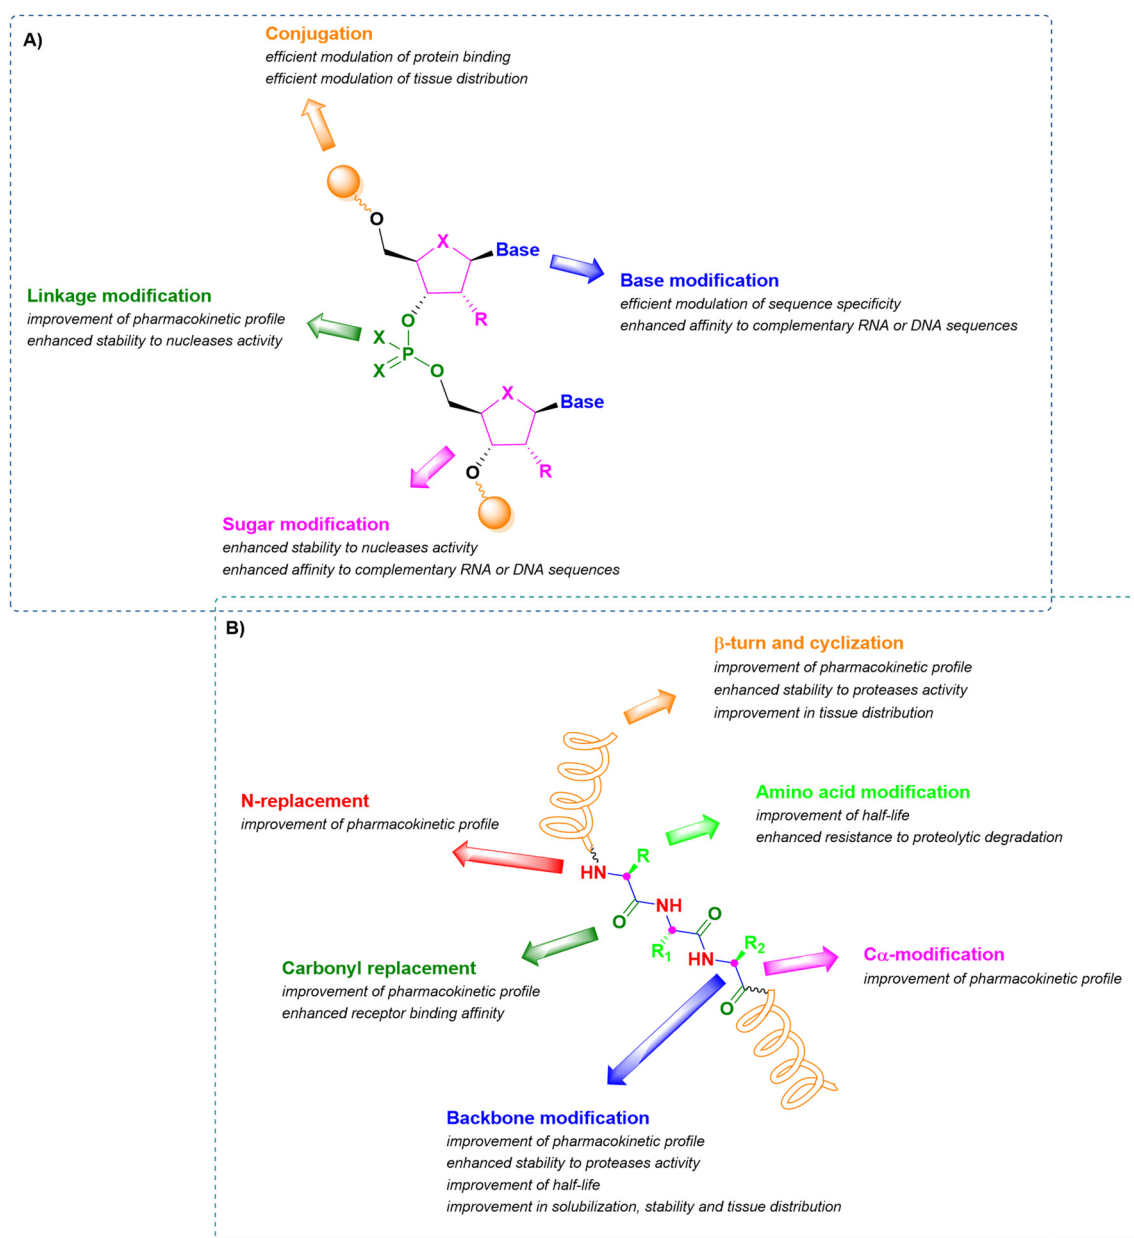 A)
Conjugation
efficient modulation of protein binding
efficient modulation of tissue distribution
O
X
Base
Base modification
efficient modulation of sequence specificity
enhanced affinity to complementary RNA or DNA sequences
Linkage modification
improvement of pharmacokinetic profile
enhanced stability to nucleases activity
R
O
X
P
X
O
X
Base
R
O
Sugar modification
enhanced stability to nucleases activity
enhanced affinity to complementary RNA or DNA sequences
B)
β-turn and cyclization
improvement of pharmacokinetic profile
enhanced stability to proteases activity
improvement in tissue distribution
N-replacement
improvement of pharmacokinetic profile
Amino acid modification
improvement of half-life
enhanced resistance to proteolytic degradation
R
HN
NH
O
O
R1
R2
HN
O
Carbonyl replacement
improvement of pharmacokinetic profile
enhanced receptor binding affinity
Cα-modification
improvement of pharmacokinetic profile
Backbone modification
improvement of pharmacokinetic profile
enhanced stability to proteases activity
improvement of half-life
improvement in solubilization, stability and tissue distribution